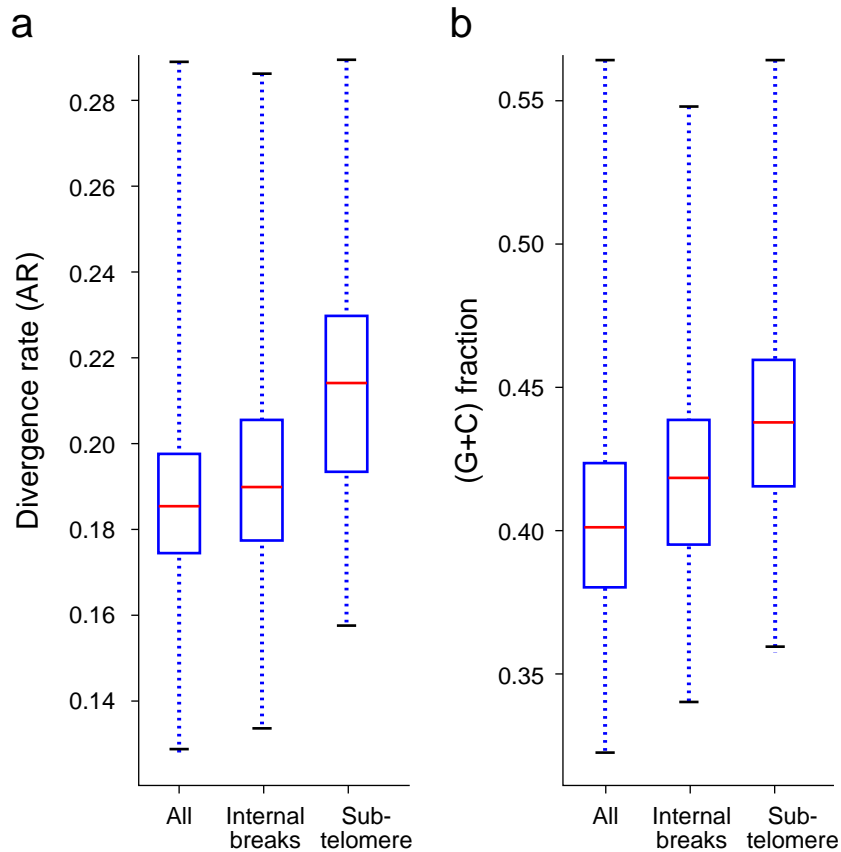 a
Divergence rate (AR)
0.28
0.26
0.24
0.22
0.20
0.18
0.16
0.14
All
Internal
breaks
Sub-
telomere
b
(G+C) fraction
0.55
0.50
0.45
0.40
0.35
All
Internal
breaks
Sub-
telomere